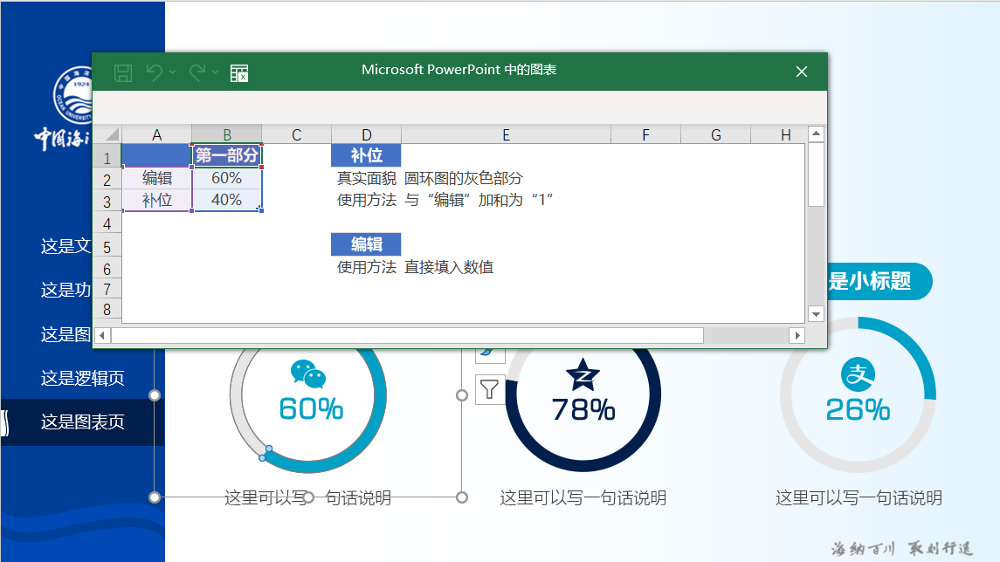 Microsoft PowerPoint 中的图表
1924
OCEAN UNIVERSITY
中国海
A B C D E F G H
1 第一部分 补位
2 编辑 60% 真实面貌 圆环图的灰色部分
3 补位 40% 使用方法 与“编辑”加和为“1”
4
5 编辑
6 使用方法 直接填入数值
7
8
这是文
这是功
这是图
这是逻辑页
这是图表页
是小标题
60%
Z
78%
支
26%
这里可以写 句话说明
这里可以写一句话说明
这里可以写一句话说明
海纳百川 取则行远